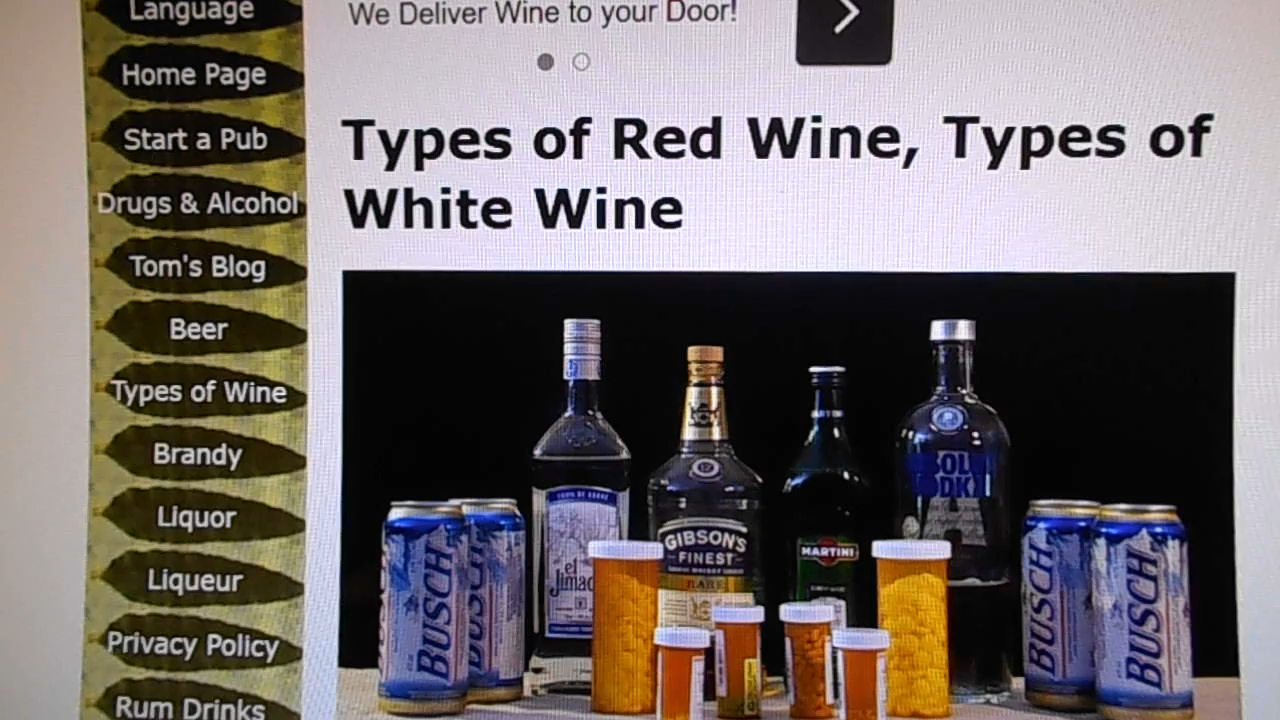 Language
Home Page
Start a Pub
Drugs & Alcohol
Tom's Blog
Beer
Types of Wine
Brandy
Liquor
Liqueur
Privacy Policy
Rum Drinks
We Deliver Wine to your Door!
Types of Red Wine, Types of
White Wine
BUSCH
BUSCH
el
Jimad
GIBSON'S
FINEST
RARE
MARTINI
BUSCH
BUSCH